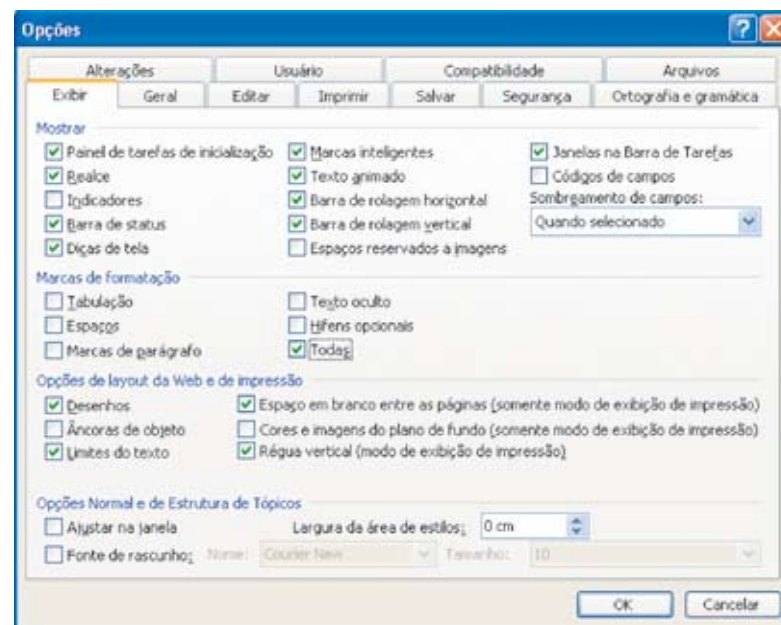 Opções
Alterações Usuário Compatibilidade Arquivos
Exibir Geral Editar Imprimir Salvar Segurança Ortografia e gramática
Mostrar
Painel de tarefas de inicialização Marcas inteligentes Janelas na Barra de Tarefas
Realce Texto animado Códigos de campos
Indicadores Barra de rolagem horizontal Sombreamento de campos:
Barra de status Barra de rolagem vertical Quando selecionado
Dicas de tela Espaços reservados a imagens
Marcas de formatação
Tabulação Texto oculto
Espaços Hifens opcionais
Marcas de parágrafo Todas
Opções de layout da Web e de impressão
Desenhos Espaço em branco entre as páginas (somente modo de exibição de impressão)
Âncoras de objeto Cores e imagens do plano de fundo (somente modo de exibição de impressão)
Limites do texto Régua vertical (modo de exibição de impressão)
Opções Normal e de Estrutura de Tópicos
Ajustar na janela Largura da área de estilos: 0 cm
Fonte de rascunho: Nome: Courier New Tamanho: 10
OK Cancelar